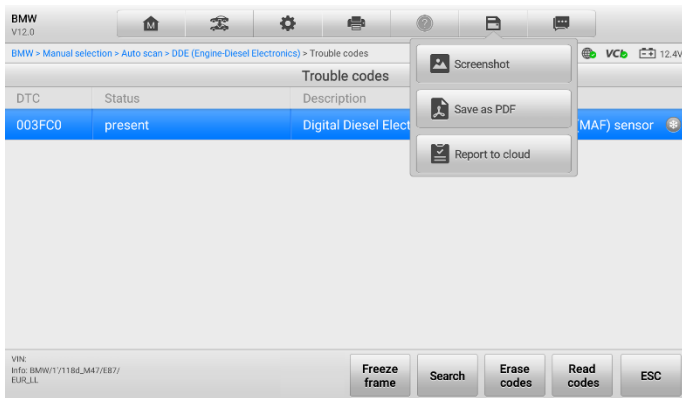 BMW
V12.0
M
BMW > Manual selection > Auto scan > DDE (Engine-Diesel Electronics) > Trouble codes
VCI
12.4V
Trouble codes
Screenshot
Save as PDF
Report to cloud
DTC Status Description
003FC0 present Digital Diesel Elect (MAF) sensor
VIN:
Info: BMW/1'/118d_M47/E87/
EUR_LL
Freeze
frame
Search
Erase
codes
Read
codes
ESC